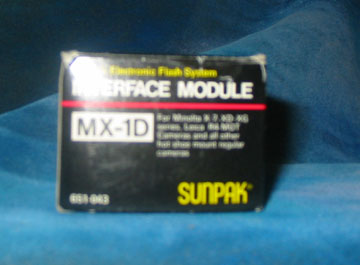 Electronic Flash System
INTERFACE MODULE
MX-1D
For Minolta X-7, XD, XG
series, Leica R4 MOT
Cameras and all other
hot shoe mount regular
cameras
651-943
SUNPAK